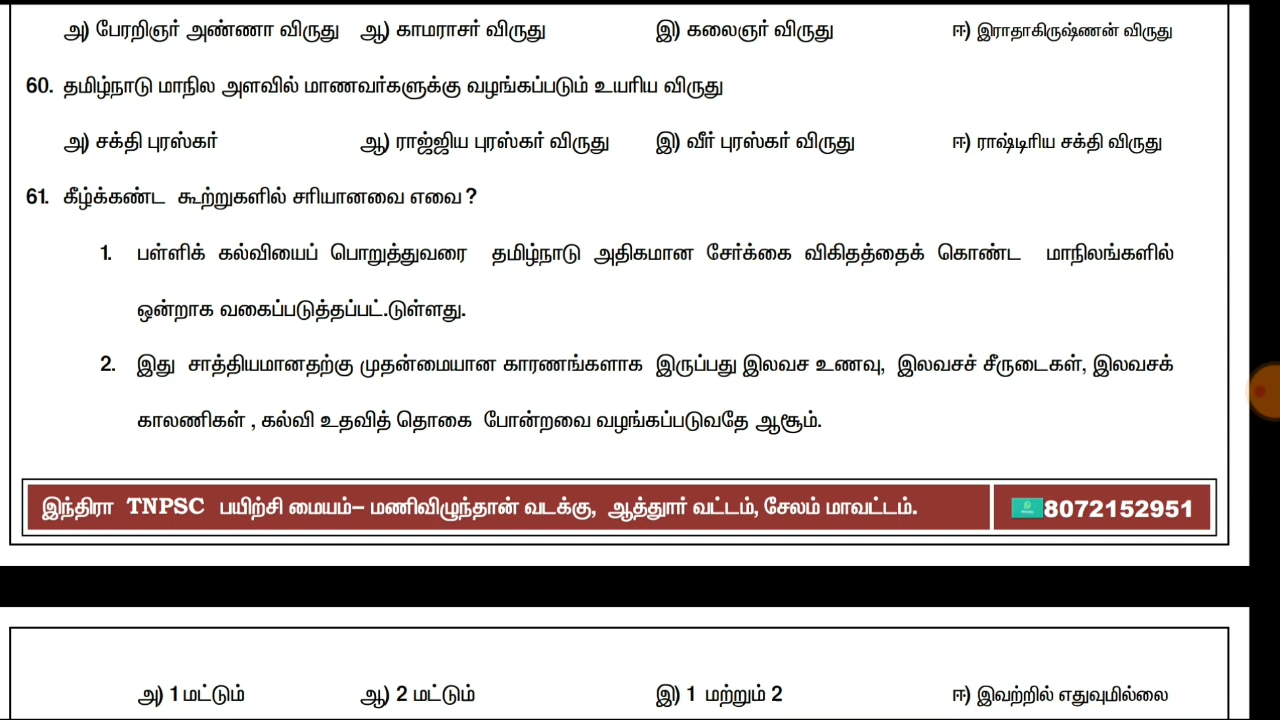 அ) பேரறிஞர் அண்ணா விருது ஆ) காமராசர் விருது இ) கலைஞர் விருது ஈ) இராதாகிருஷ்ணன் விருது
60. தமிழ்நாடு மாநில அளவில் மாணவர்களுக்கு வழங்கப்படும் உயரிய விருது
அ) சக்தி புரஸ்கர் ஆ) ராஜ்ஜிய புரஸ்கர் விருது இ) வீர் புரஸ்கர் விருது ஈ) ராஷ்டிரிய சக்தி விருது
61. கீழ்க்கண்ட கூற்றுகளில் சரியானவை எவை?
1. பள்ளிக் கல்வியைப் பொறுத்துவரை தமிழ்நாடு அதிகமான சேர்க்கை விகிதத்தைக் கொண்ட மாநிலங்களில்
ஒன்றாக வகைப்படுத்தப்பட்.டுள்ளது.
2. இது சாத்தியமானதற்கு முதன்மையான காரணங்களாக இருப்பது இலவச உணவு, இலவசச் சீருடைகள், இலவசக்
காலணிகள் , கல்வி உதவித் தொகை போன்றவை வழங்கப்படுவதே ஆகும்.
இந்திரா TNPSC பயிற்சி மையம்– மணிவிழுந்தான் வடக்கு, ஆத்தூர் வட்டம், சேலம் மாவட்டம். 8072152951
அ) 1 மட்டும் ஆ) 2 மட்டும் இ) 1 மற்றும் 2 ஈ) இவற்றில் எதுவுமில்லை